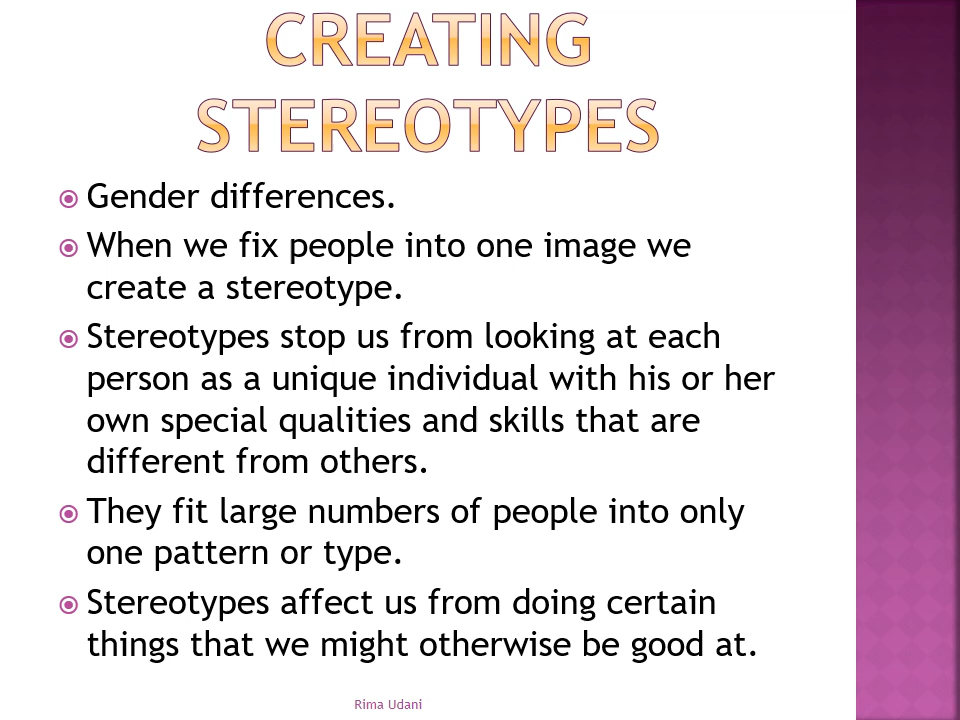 CREATING
STEREOTYPES
Gender differences.
When we fix people into one image we
create a stereotype.
Stereotypes stop us from looking at each
person as a unique individual with his or her
own special qualities and skills that are
different from others.
They fit large numbers of people into only
one pattern or type.
Stereotypes affect us from doing certain
things that we might otherwise be good at.
Rima Udani